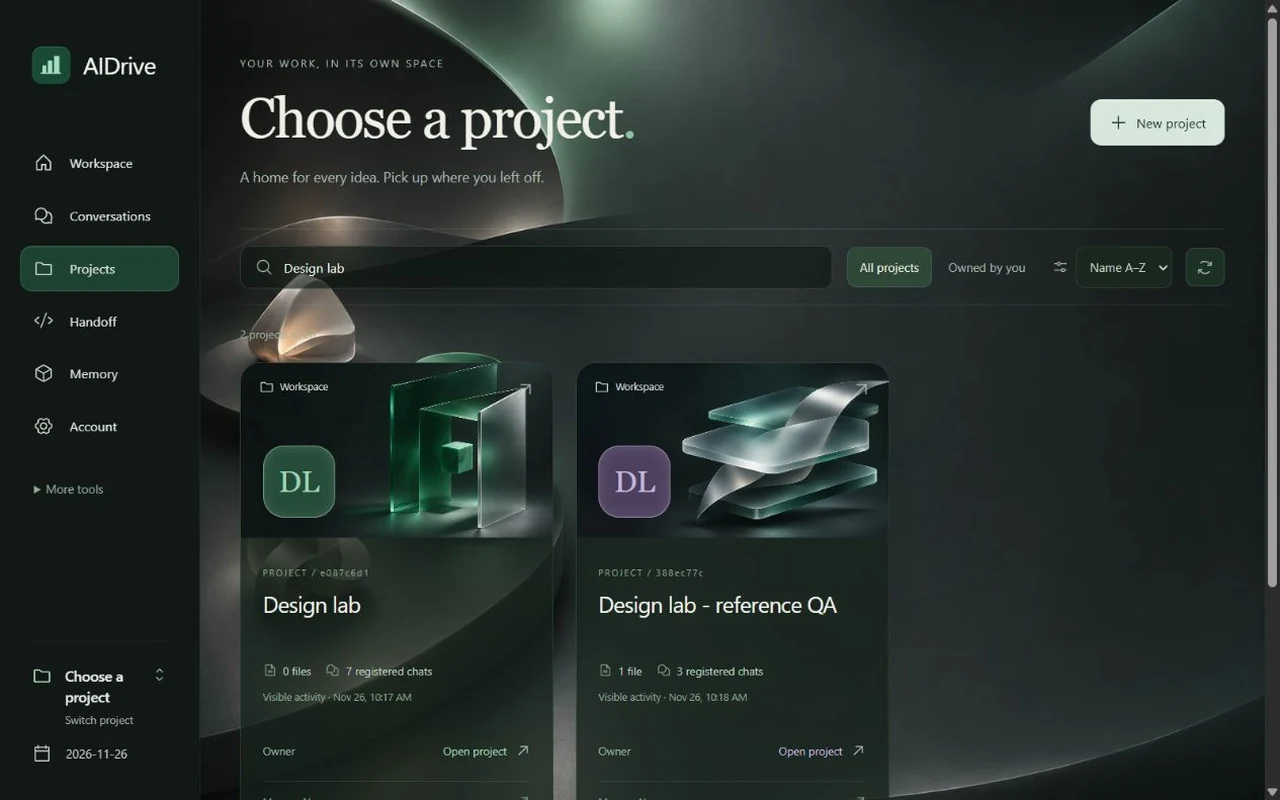 AIDrive
Workspace
Conversations
Projects
Handoff
Memory
Account
More tools
Choose a project
Switch project
2026-11-26
YOUR WORK, IN ITS OWN SPACE
Choose a project.
A home for every idea. Pick up where you left off.
New project
Design lab
All projects
Owned by you
Name A–Z
Workspace
DL
PROJECT / e087c6d1
Design lab
0 files
7 registered chats
Visible activity · Nov 26, 10:17 AM
Owner
Open project
Workspace
DL
PROJECT / 388ec77c
Design lab - reference QA
1 file
3 registered chats
Visible activity · Nov 26, 10:18 AM
Owner
Open project